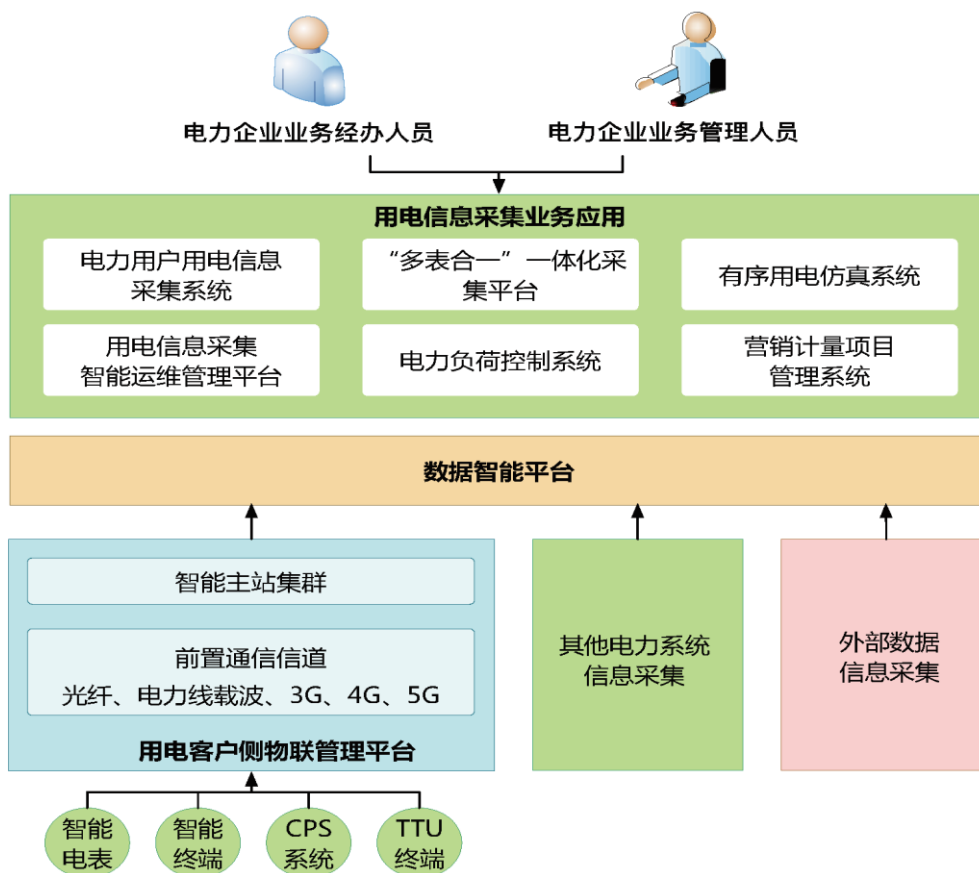 电力企业业务经办人员
电力企业业务管理人员
用电信息采集业务应用
电力用户用电信息
采集系统
“多表合一”一体化采
集平台
有序用电仿真系统
用电信息采集
智能运维管理平台
电力负荷控制系统
营销计量项目
管理系统
数据智能平台
智能主站集群
前置通信信道
光纤、电力线载波、3G、4G、5G
用电客户侧物联管理平台
其他电力系统
信息采集
外部数据
信息采集
智能
电表
智能
终端
CPS
系统
TTU
终端